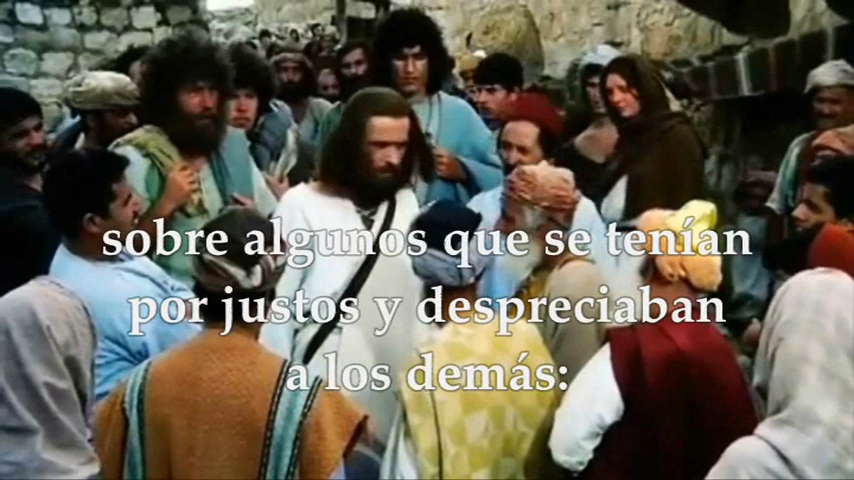 sobre algunos que se tenían
por justos y despreciaban
a los demás: